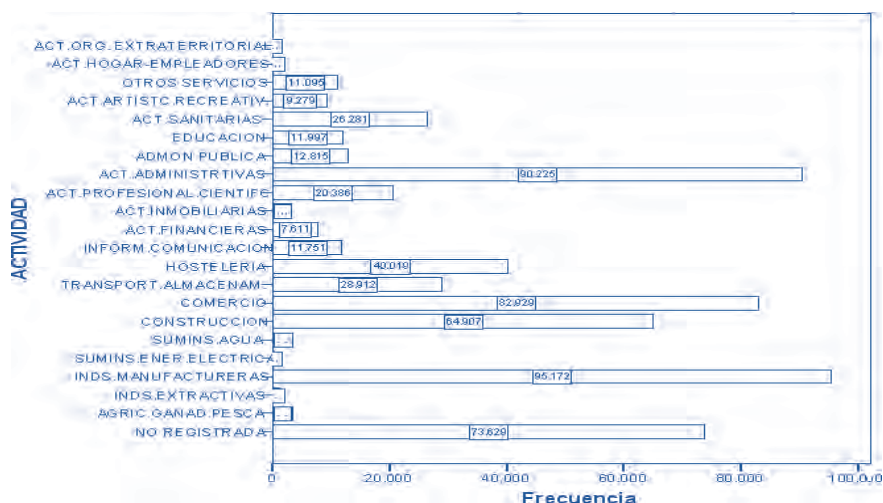 ACT.ORG.EXTRATERRITORIAL
ACT.HOGAR-EMPLEADORES
OTROS SERVICIOS 11.095
ACT.ARTISTC.RECREATIV. 9.279
ACT.SANITARIAS 26.281
EDUCACION 11.997
ADMON PUBLICA 12.815
ACT.ADMINISTRTIVAS 90.225
ACT.PROFESIONAL.CIENTIFC 20.386
ACT.INMOBILIARIAS ...
ACT.FINANCIERAS 7.611
INFORM.COMUNICACION 11.751
HOSTELERIA 40.019
TRANSPORT.ALMACENAM. 28.912
COMERCIO 82.929
CONSTRUCCION 64.907
SUMINS.AGUA
SUMINS.ENER.ELECTRICA
INDS.MANUFACTURERAS 95.172
INDS.EXTRACTIVAS
AGRIC.GANAD.PESCA
NO REGISTRADA 73.629
ACTIVIDAD
0 20.000 40.000 60.000 80.000 100.000
Frecuencia